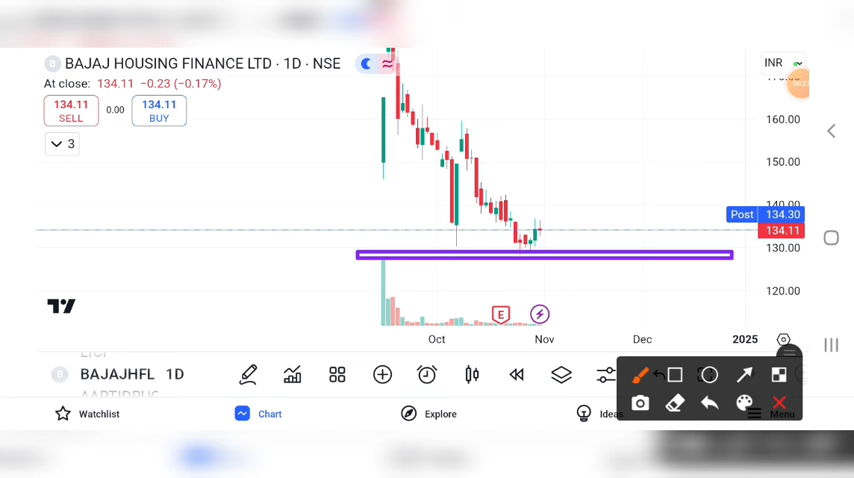 B BAJAJ HOUSING FINANCE LTD · 1D · NSE
INR
At close: 134.11 −0.23 (−0.17%)
134.11
SELL
0.00
134.11
BUY
3
160.00
150.00
140.00
Post 134.30
134.11
130.00
120.00
E
Oct
Nov
Dec
2025
B BAJAJHFL 1D
Watchlist
Chart
Explore
Ideas
Menu